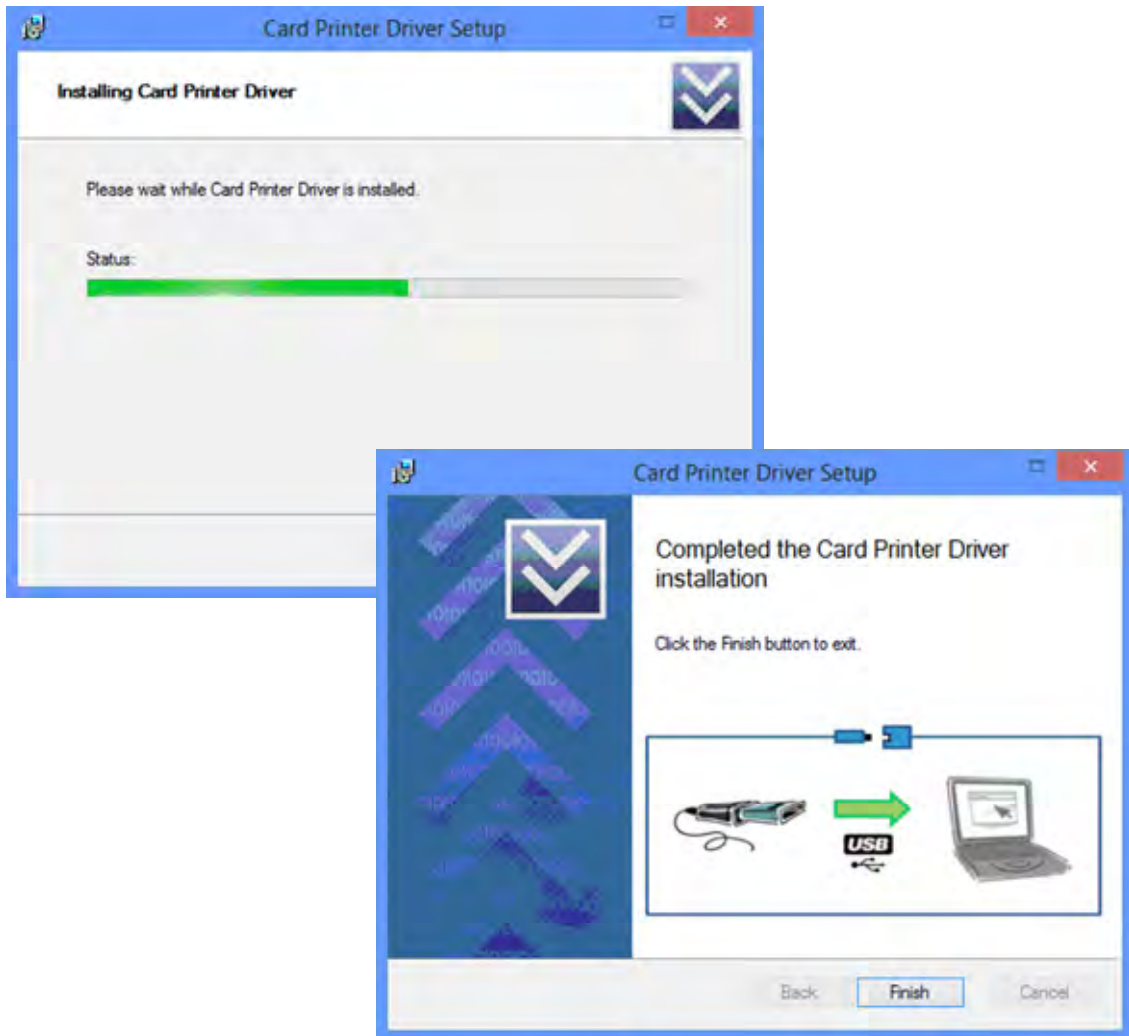 Card Printer Driver Setup
Installing Card Printer Driver
Please wait while Card Printer Driver is installed.
Status:
Card Printer Driver Setup
Completed the Card Printer Driver
installation
Click the Finish button to exit.
USB
Back Finish Cancel